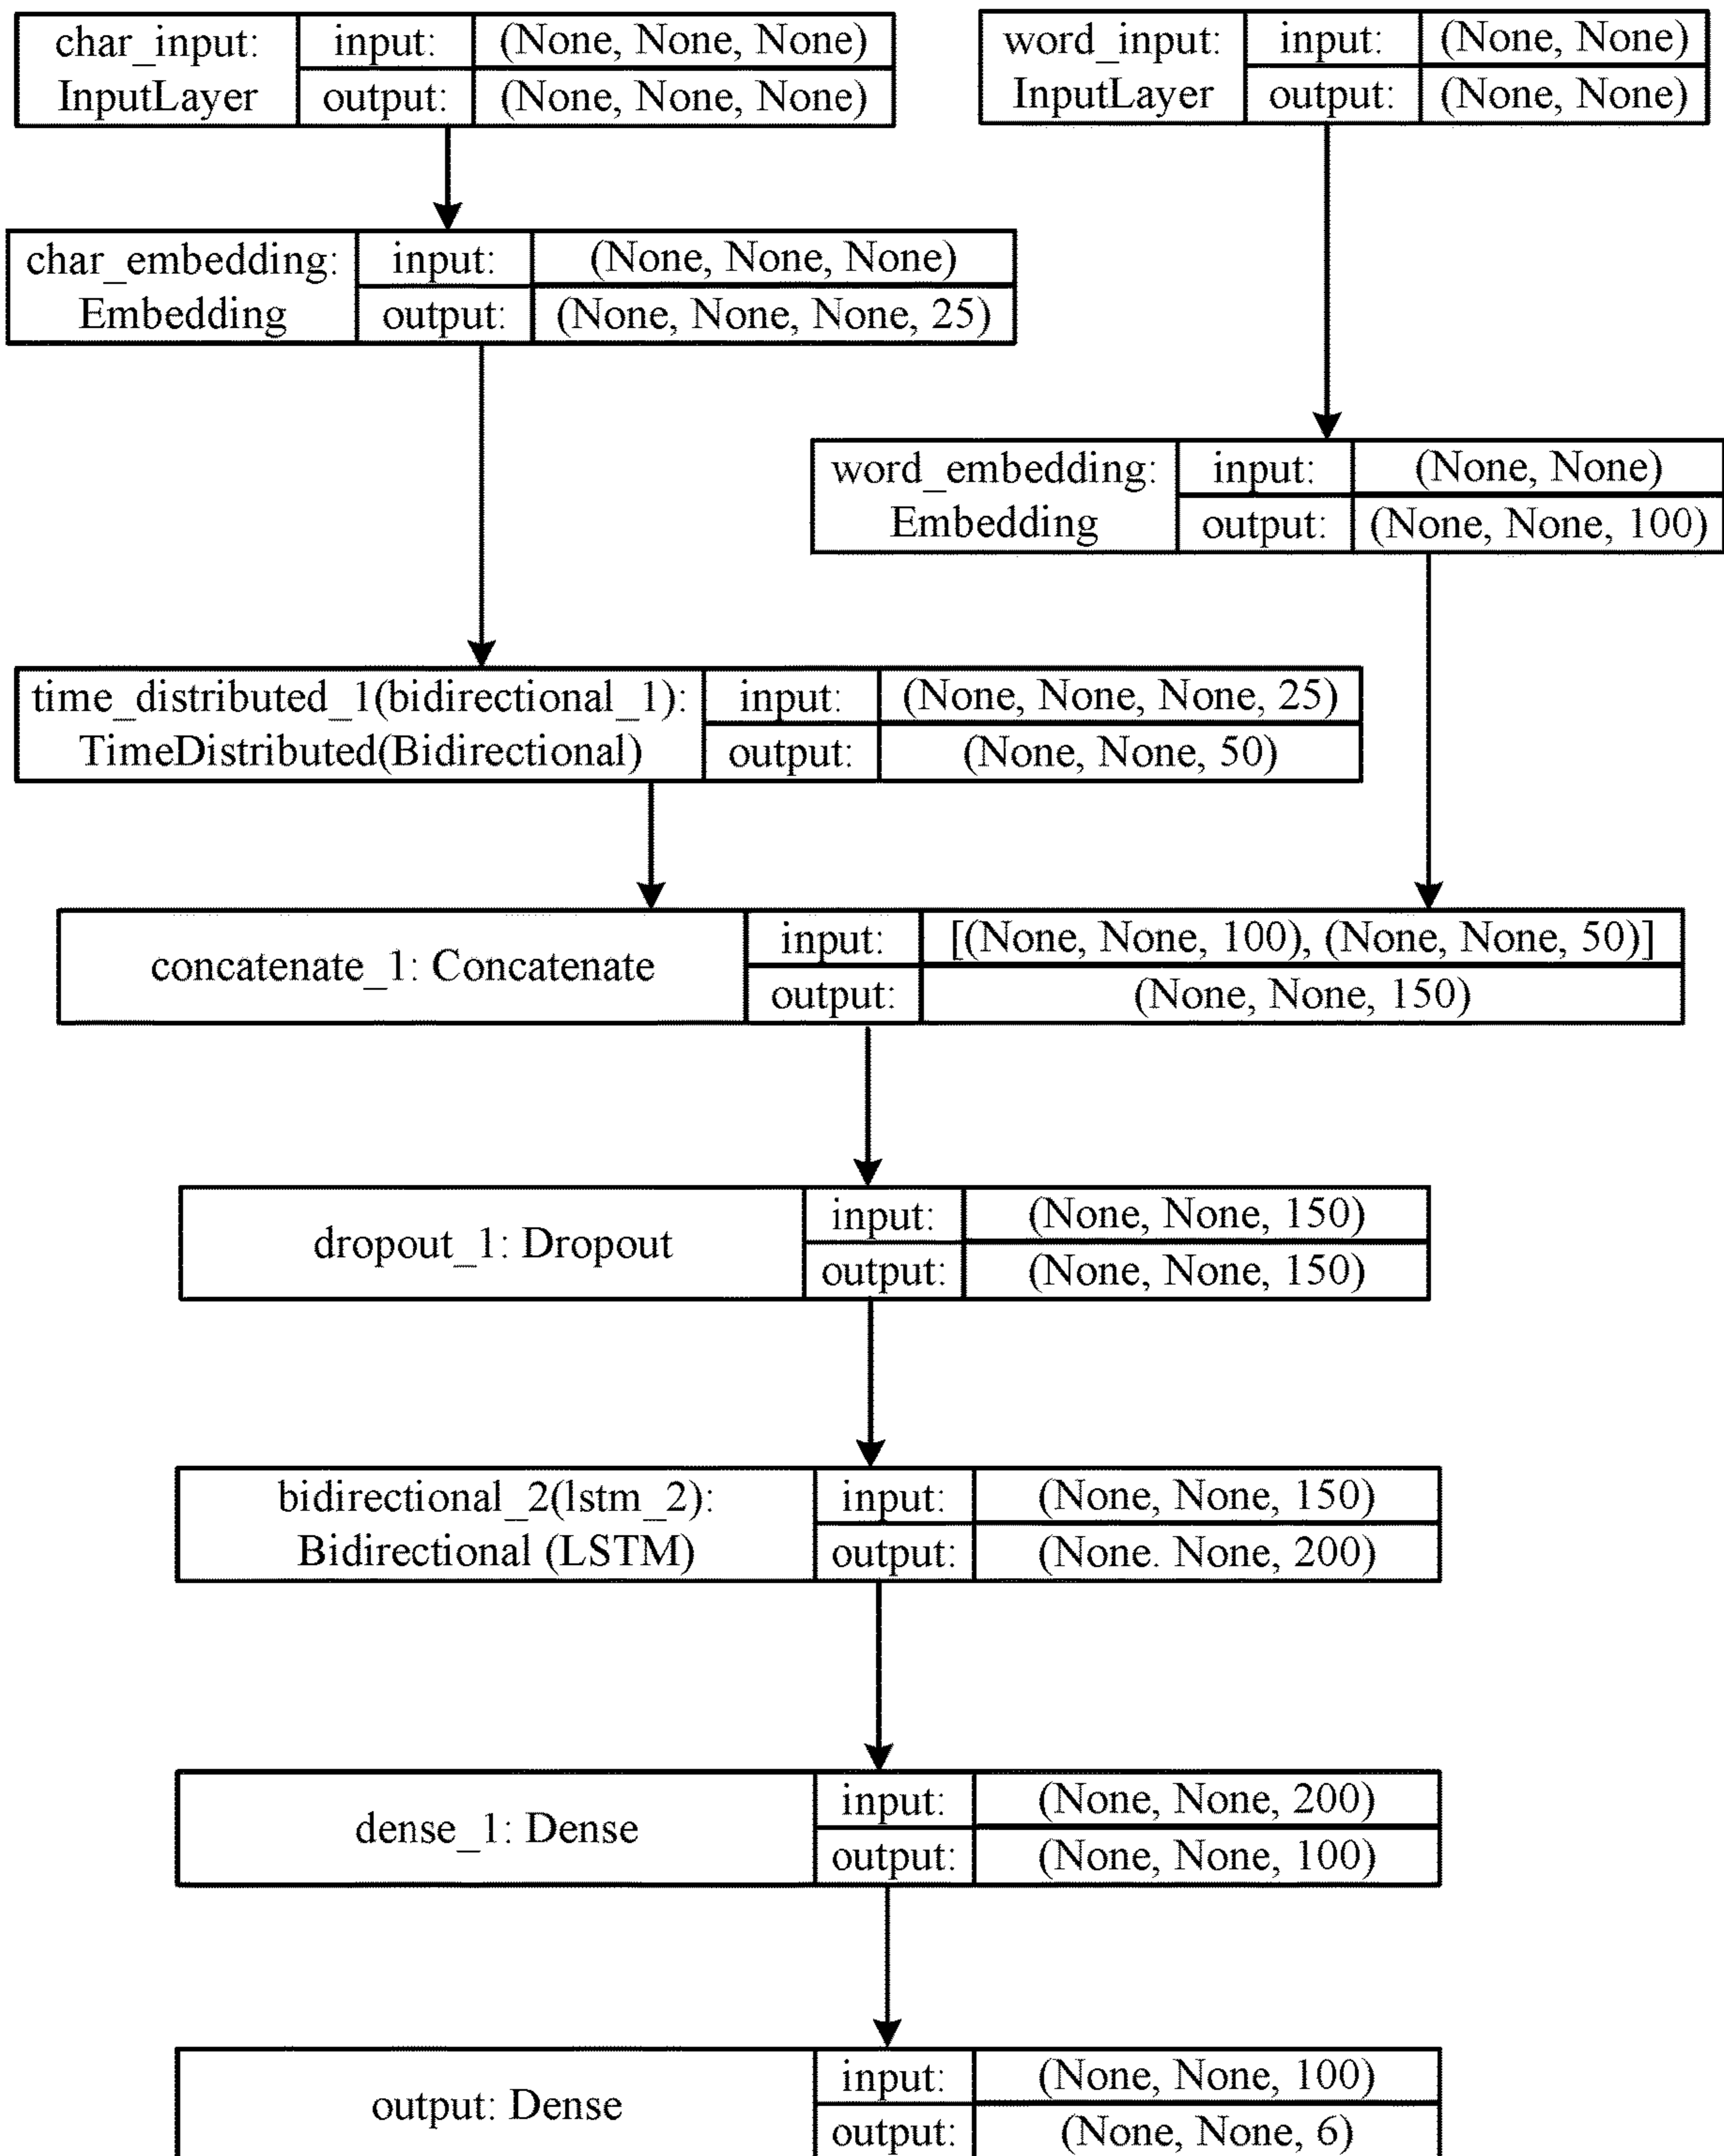 char_input:
InputLayer
input:
(None, None, None)
output:
(None, None, None)
word_input:
InputLayer
input:
(None, None)
output:
(None, None)
char_embedding:
Embedding
input:
(None, None, None)
output:
(None, None, None, 25)
word_embedding:
Embedding
input:
(None, None)
output:
(None, None, 100)
time_distributed_1(bidirectional_1):
TimeDistributed(Bidirectional)
input:
(None, None, None, 25)
output:
(None, None, 50)
concatenate_1: Concatenate
input:
[(None, None, 100), (None, None, 50)]
output:
(None, None, 150)
dropout_1: Dropout
input:
(None, None, 150)
output:
(None, None, 150)
bidirectional_2(lstm_2):
Bidirectional (LSTM)
input:
(None, None, 150)
output:
(None. None, 200)
dense_1: Dense
input:
(None, None, 200)
output:
(None, None, 100)
output: Dense
input:
(None, None, 100)
output:
(None, None, 6)